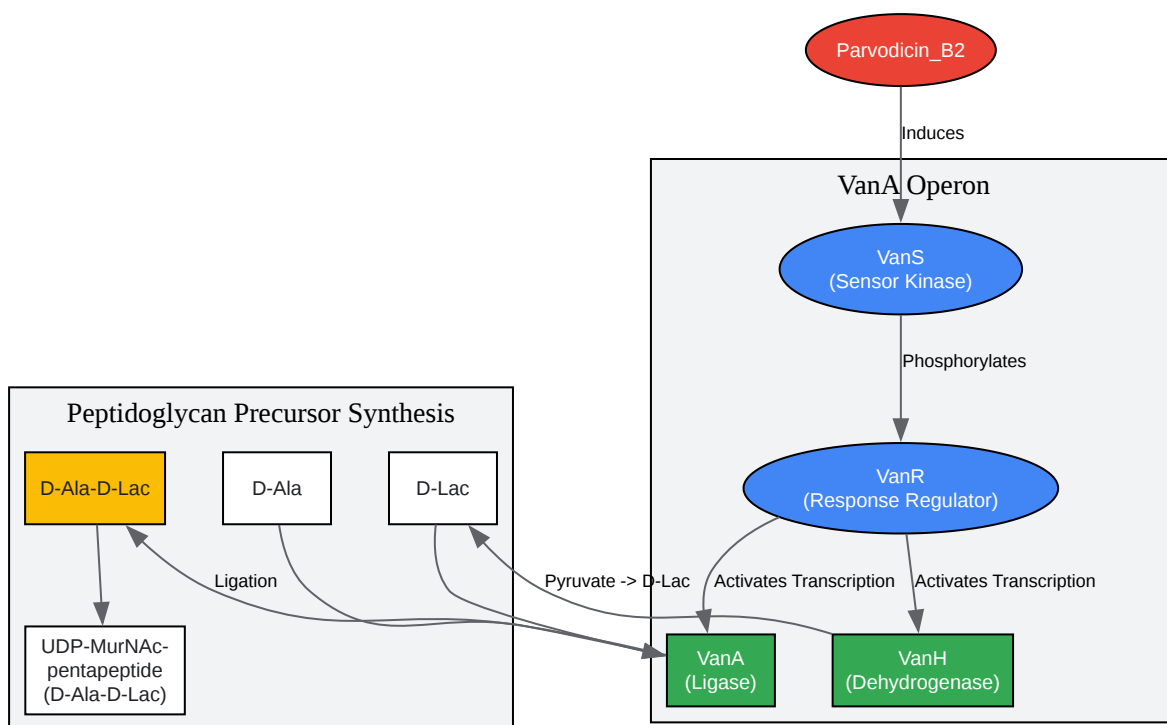 Parvodicin_B2
Induces
VanA Operon
VanS
(Sensor Kinase)
Phosphorylates
Peptidoglycan Precursor Synthesis
D-Ala-D-Lac
D-Ala
D-Lac
VanR
(Response Regulator)
Ligation
Pyruvate -> D-Lac
Activates Transcription
Activates Transcription
UDP-MurNAc-
pentapeptide
(D-Ala-D-Lac)
VanA
(Ligase)
VanH
(Dehydrogenase)